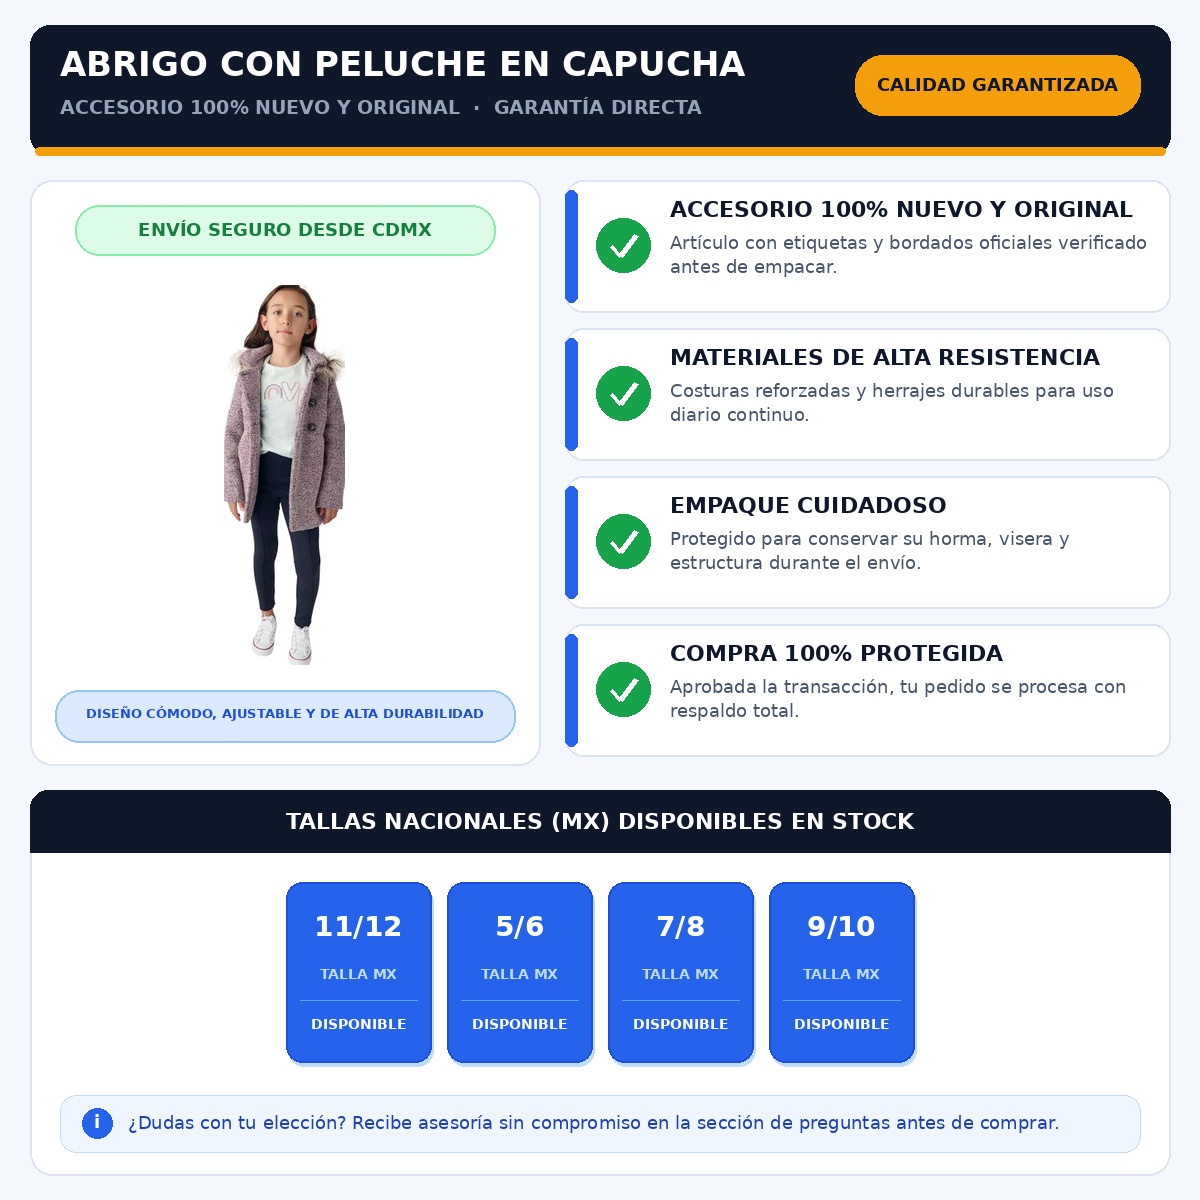 ABRIGO CON PELUCHE EN CAPUCHA
ACCESORIO 100% NUEVO Y ORIGINAL · GARANTÍA DIRECTA
CALIDAD GARANTIZADA
ENVÍO SEGURO DESDE CDMX
DISEÑO CÓMODO, AJUSTABLE Y DE ALTA DURABILIDAD
ACCESORIO 100% NUEVO Y ORIGINAL
Artículo con etiquetas y bordados oficiales verificado
antes de empacar.
MATERIALES DE ALTA RESISTENCIA
Costuras reforzadas y herrajes durables para uso
diario continuo.
EMPAQUE CUIDADOSO
Protegido para conservar su horma, visera y
estructura durante el envío.
COMPRA 100% PROTEGIDA
Aprobada la transacción, tu pedido se procesa con
respaldo total.
TALLAS NACIONALES (MX) DISPONIBLES EN STOCK
11/12
TALLA MX
DISPONIBLE
5/6
TALLA MX
DISPONIBLE
7/8
TALLA MX
DISPONIBLE
9/10
TALLA MX
DISPONIBLE
i
¿Dudas con tu elección? Recibe asesoría sin compromiso en la sección de preguntas antes de comprar.